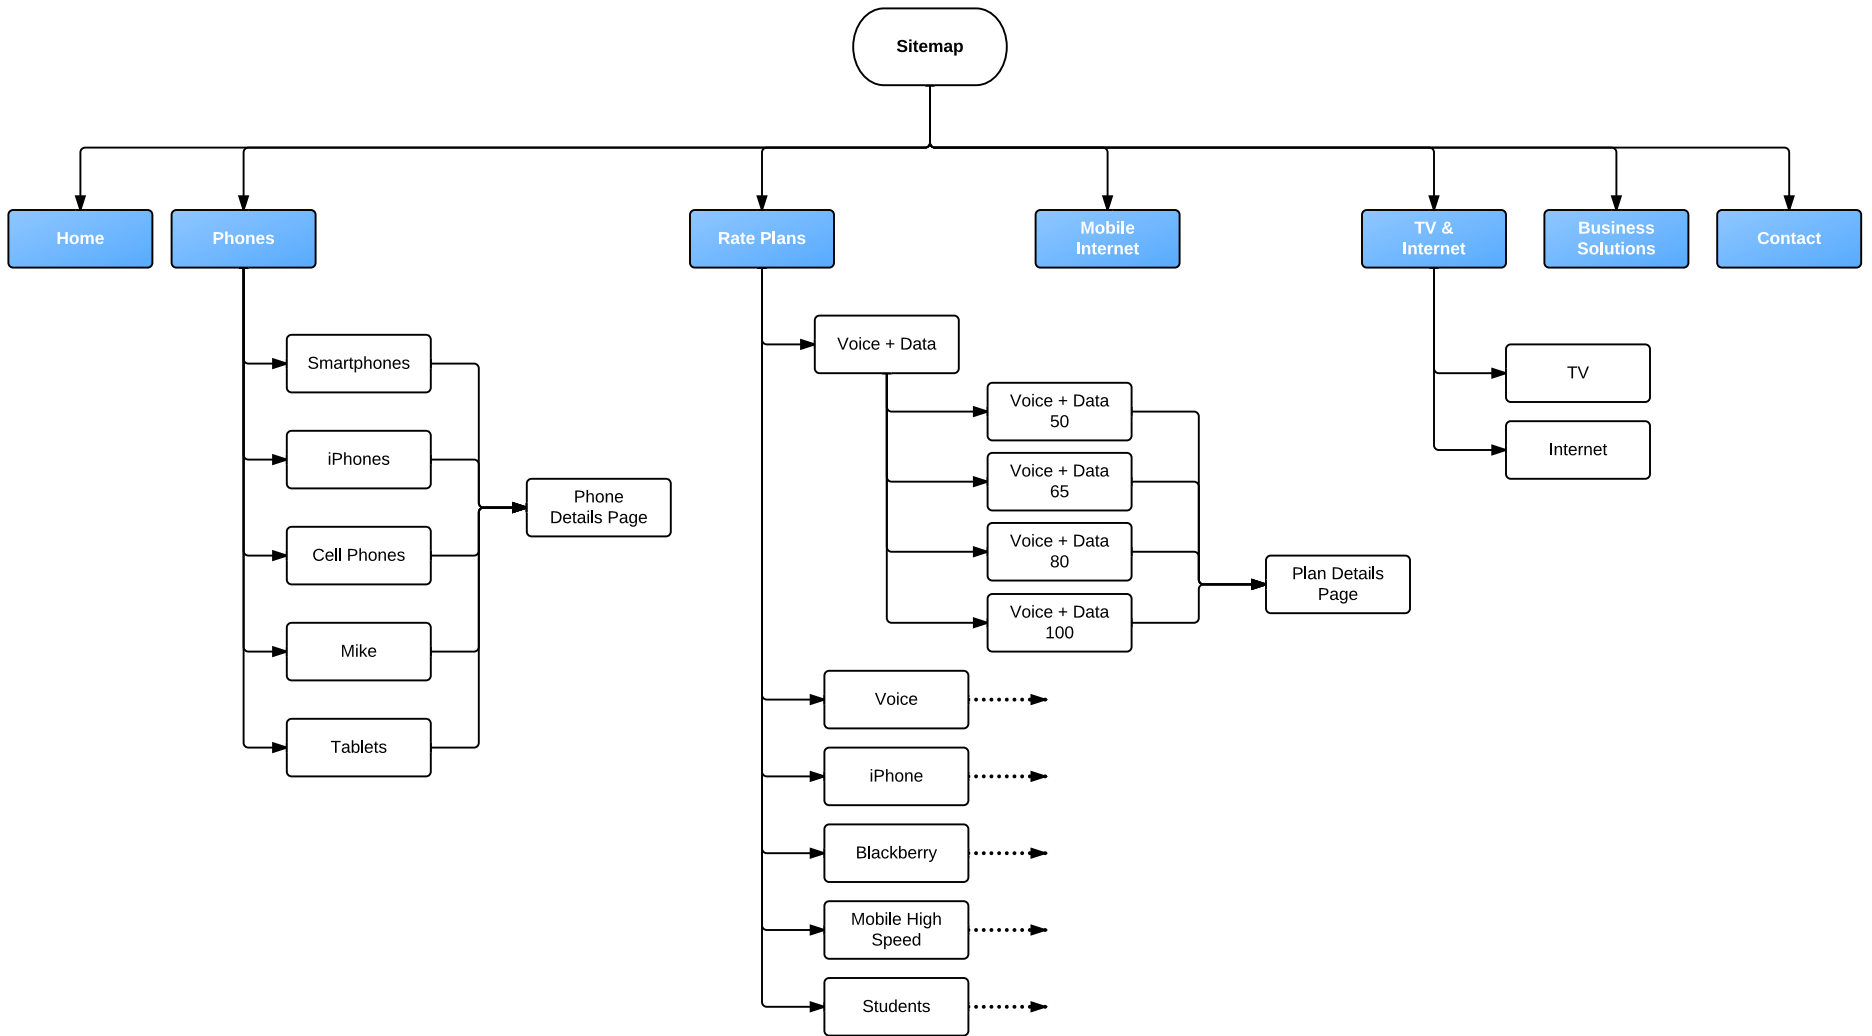 Sitemap
Home
Phones
Rate Plans
Mobile
Internet
TV &
Internet
Business
Solutions
Contact
Smartphones
iPhones
Cell Phones
Mike
Tablets
Phone
Details Page
Voice + Data
Voice + Data
50
Voice + Data
65
Voice + Data
80
Voice + Data
100
Plan Details
Page
Voice
iPhone
Blackberry
Mobile High
Speed
Students
TV
Internet